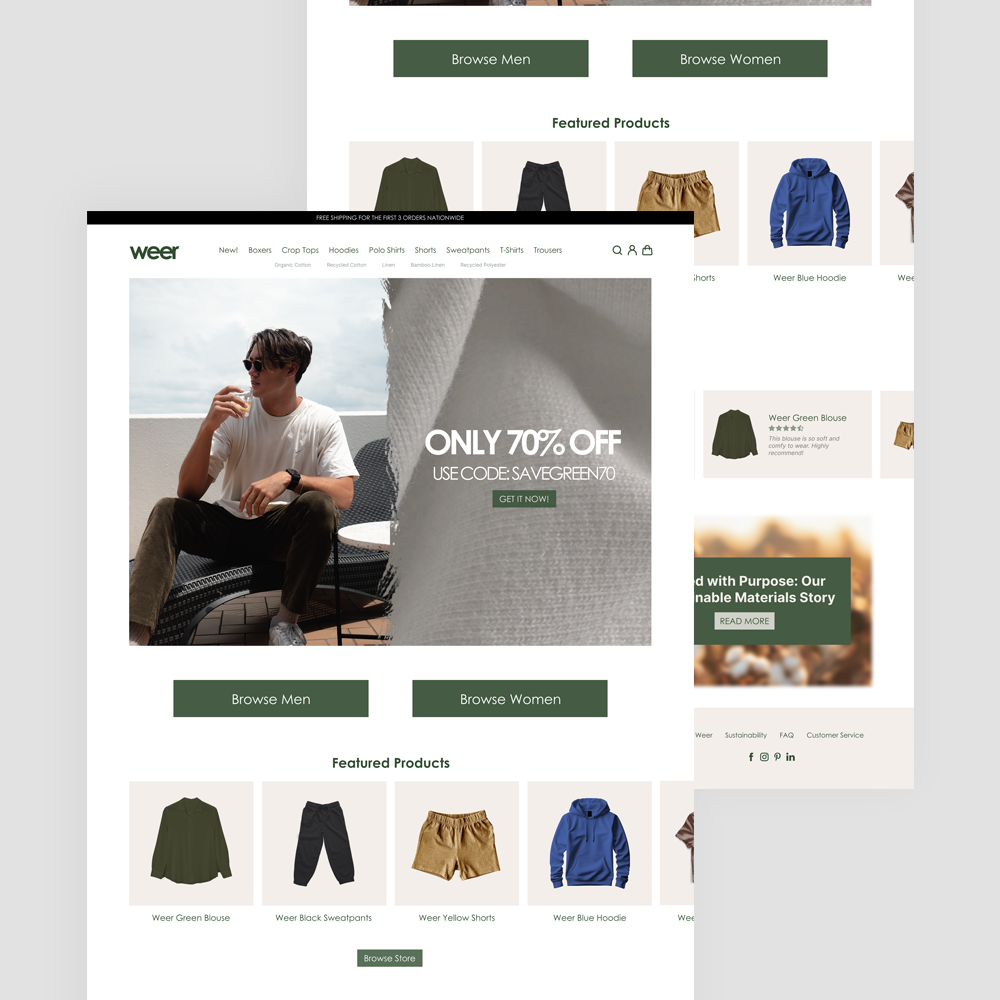 Browse Men
Browse Women
Featured Products
Shorts
Weer Blue Hoodie
Weer Green Blouse
This blouse is so soft and
comfy to wear. Highly
recommend!
with Purpose: Our
Materials Story
READ MORE
Weer
Sustainability
FAQ
Customer Service
FREE SHIPPING FOR THE FIRST 3 ORDERS NATIONWIDE
weer
New!
Boxers
Crop Tops
Hoodies
Polo Shirts
Shorts
Sweatpants
T-Shirts
Trousers
Organic Cotton
Recycled Cotton
Linen
Bamboo Linen
Recycled Polyester
ONLY 70% OFF
USE CODE: SAVEGREEN70
GET IT NOW!
Browse Men
Browse Women
Featured Products
Weer Green Blouse
Weer Black Sweatpants
Weer Yellow Shorts
Weer Blue Hoodie
Browse Store